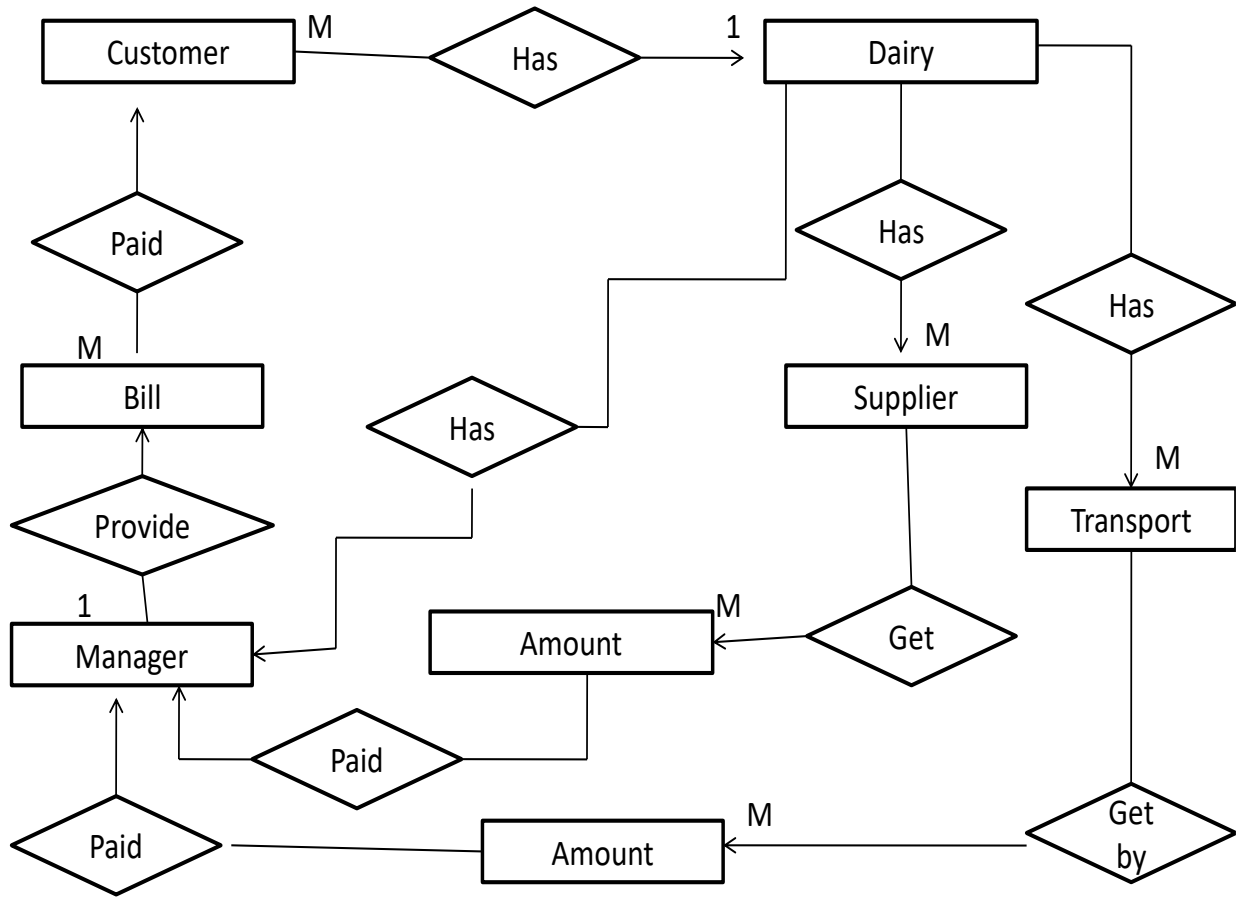 M
1
Customer
Has
Dairy
Paid
Has
Has
M
M
Bill
Supplier
Has
M
Provide
Transport
1
M
Manager
Amount
Get
Paid
M
Get
by
Paid
Amount